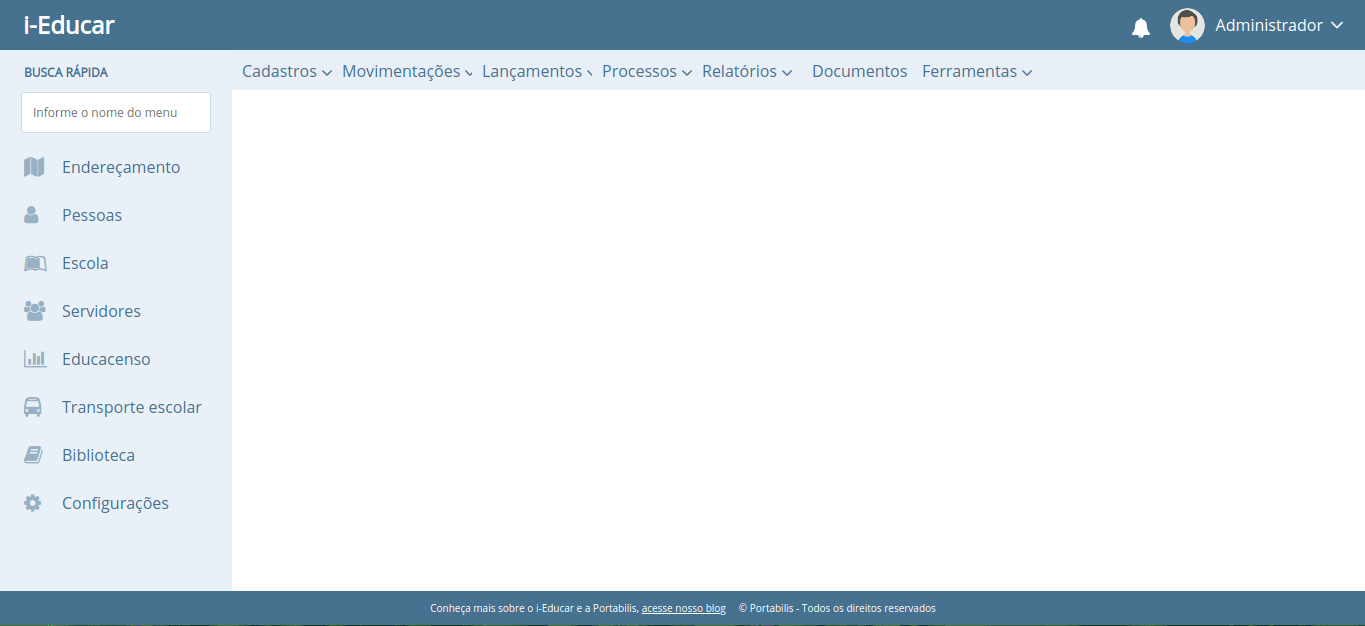 i-Educar
Administrador
BUSCA RÁPIDA
Cadastros Movimentações Lançamentos Processos Relatórios Documentos Ferramentas
Informe o nome do menu
Endereçamento
Pessoas
Escola
Servidores
Educacenso
Transporte escolar
Biblioteca
Configurações
Conheça mais sobre o i-Educar e a Portabilis, acesse nosso blog © Portabilis - Todos os direitos reservados